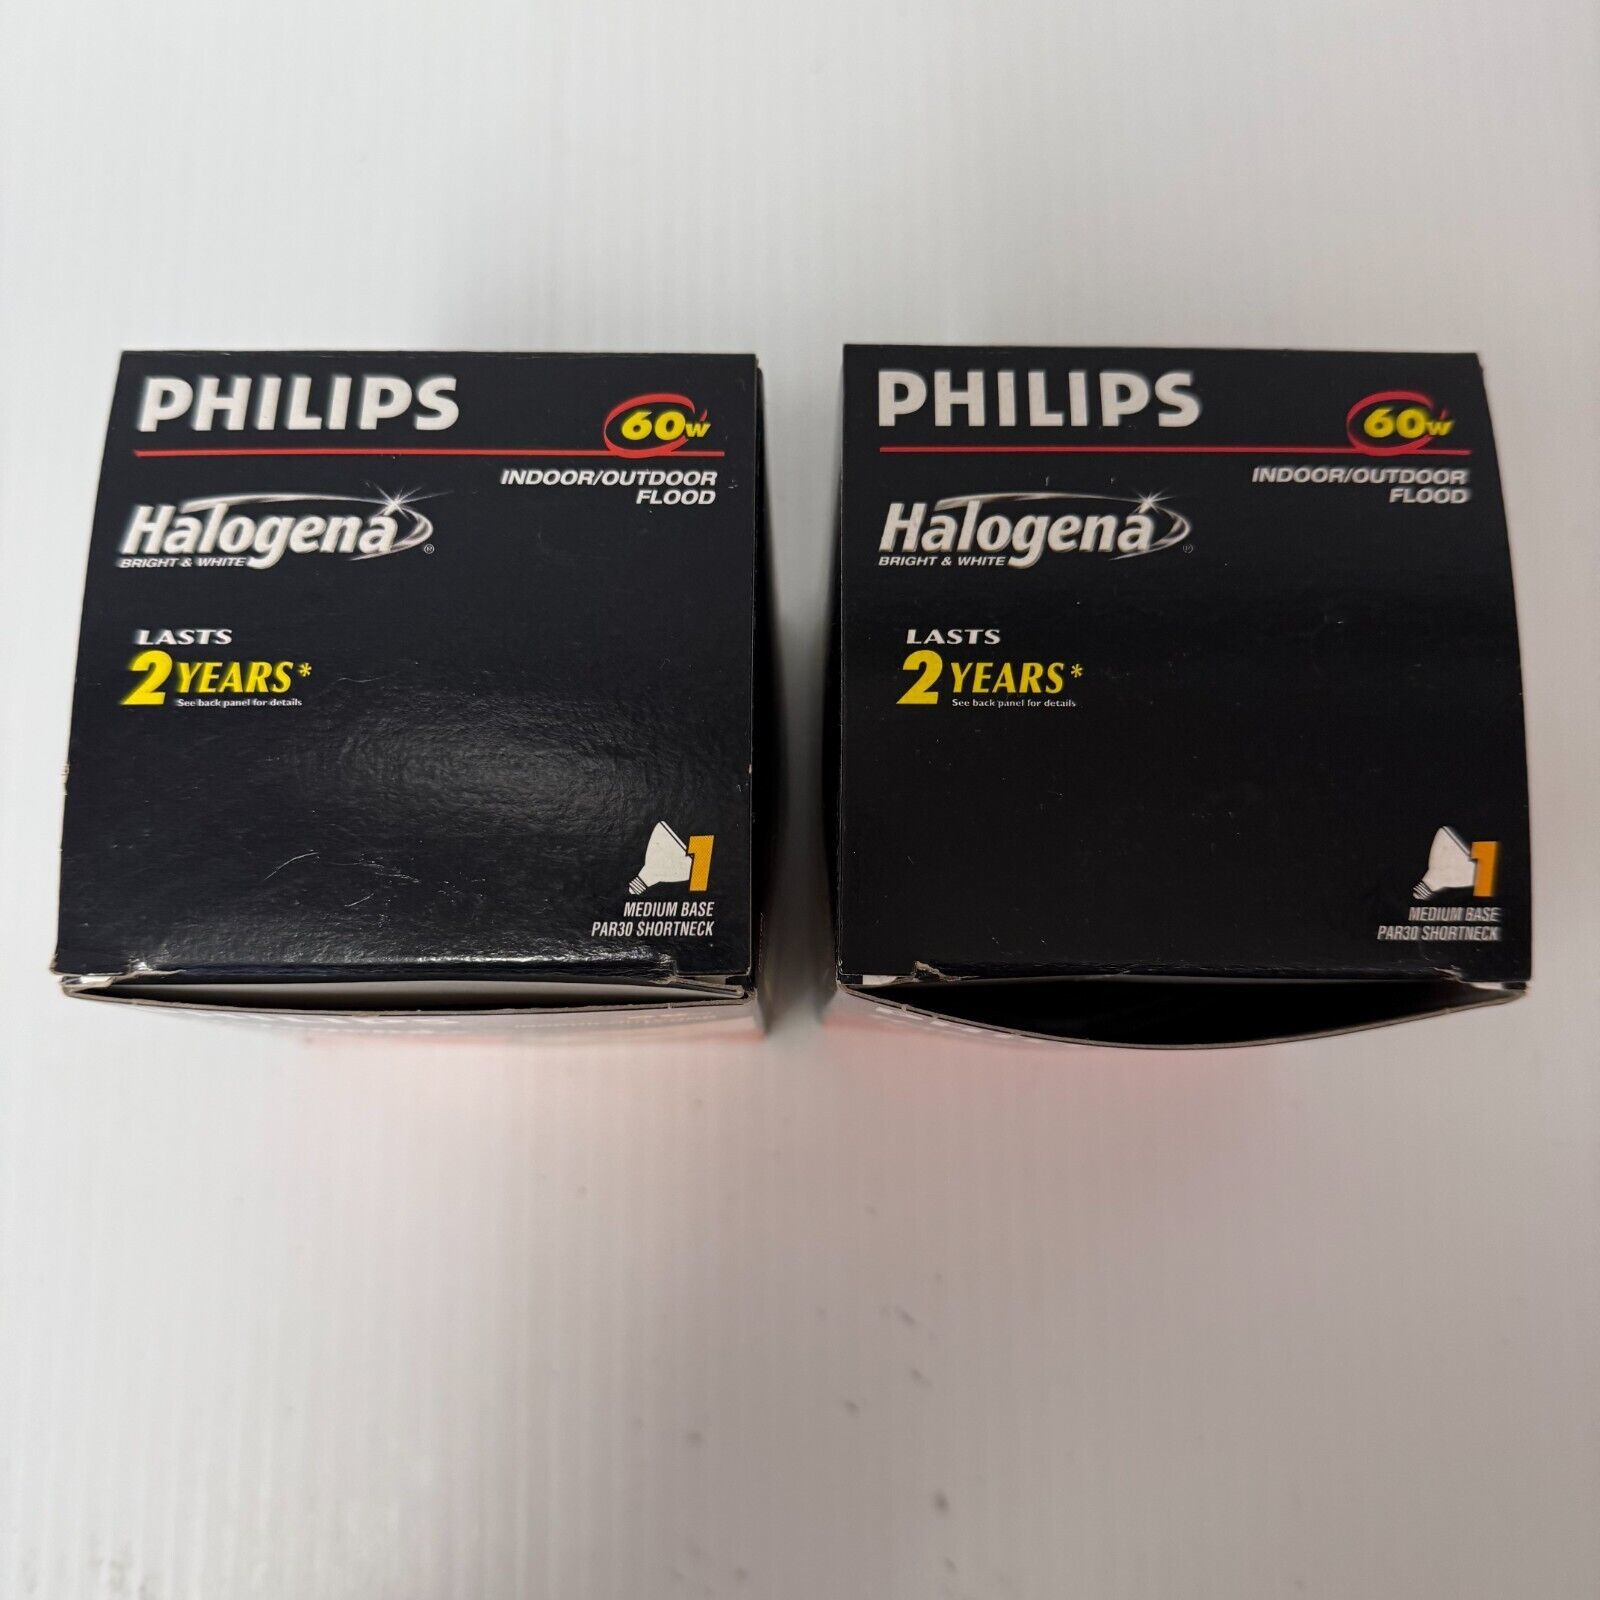 PHILIPS
60W
INDOOR/OUTDOOR
FLOOD
Halogena®
BRIGHT & WHITE
LASTS
2 YEARS*
See back panel for details
1
MEDIUM BASE
PAR30 SHORTNECK
PHILIPS
60W
INDOOR/OUTDOOR
FLOOD
Halogena®
BRIGHT & WHITE
LASTS
2 YEARS*
See back panel for details
1
MEDIUM BASE
PAR30 SHORTNECK